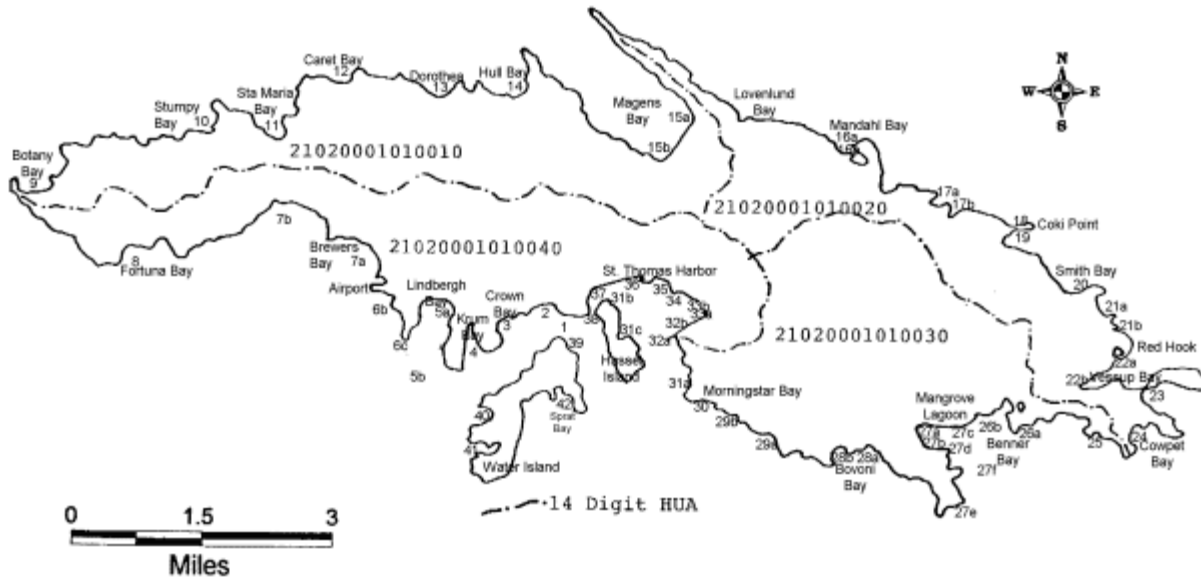 Caret Bay
12
Dorothea
13
Hull Bay
14
Sta Maria
Bay
11
Stumpy
Bay
10
Botany
Bay
9
Magens
Bay
15a
15b
Lovenlund
Bay
Mandahl Bay
16a
N
W E
S
21020001010010
17a
17b
21020001010020
18
Coki Point
19
7b
Brewers
Bay
7a
21020001010040
8
Fortuna Bay
Airport
Lindbergh
Bay
5a
6b
6c
5b
Krum
Bay
4
Crown
Bay
3
2
1
39
St. Thomas Harbor
36
37
31b
35
34
33b
38
31c
32b
32a
Hassel
Island
Smith Bay
20
21a
21b
Red Hook
22a
22b
Vessup Bay
23
21020001010030
31a
Morningstar Bay
30
29b
29a
Mangrove
Lagoon
27a
27c
26b
27b
27d
Benner
Bay
26a
25
24
Cowpet
Bay
28b
28a
Bovoni
Bay
27f
27e
40
42
Sprat
Bay
41
Water Island
14 Digit HUA
0 1.5 3
Miles